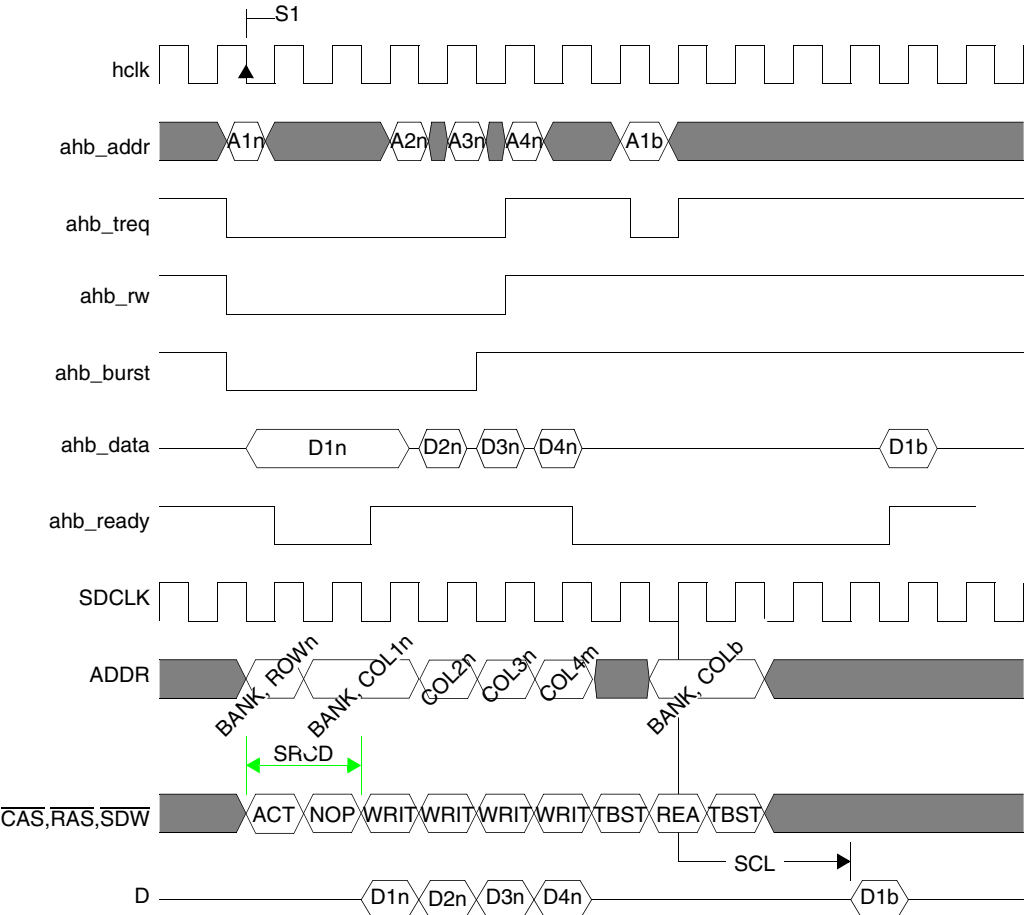 S1
hclk
ahb_addr A1n A2n A3n A4n A1b
ahb_treq
ahb_rw
ahb_burst
ahb_data D1n D2n D3n D4n D1b
ahb_ready
SDCLK
ADDR BANK, ROWn BANK, COL1n COL2n COL3n COL4m BANK, COLb
SRCD
CAS,RAS,SDW ACT NOP WRIT WRIT WRIT WRIT TBST REA TBST
SCL
D D1n D2n D3n D4n D1b